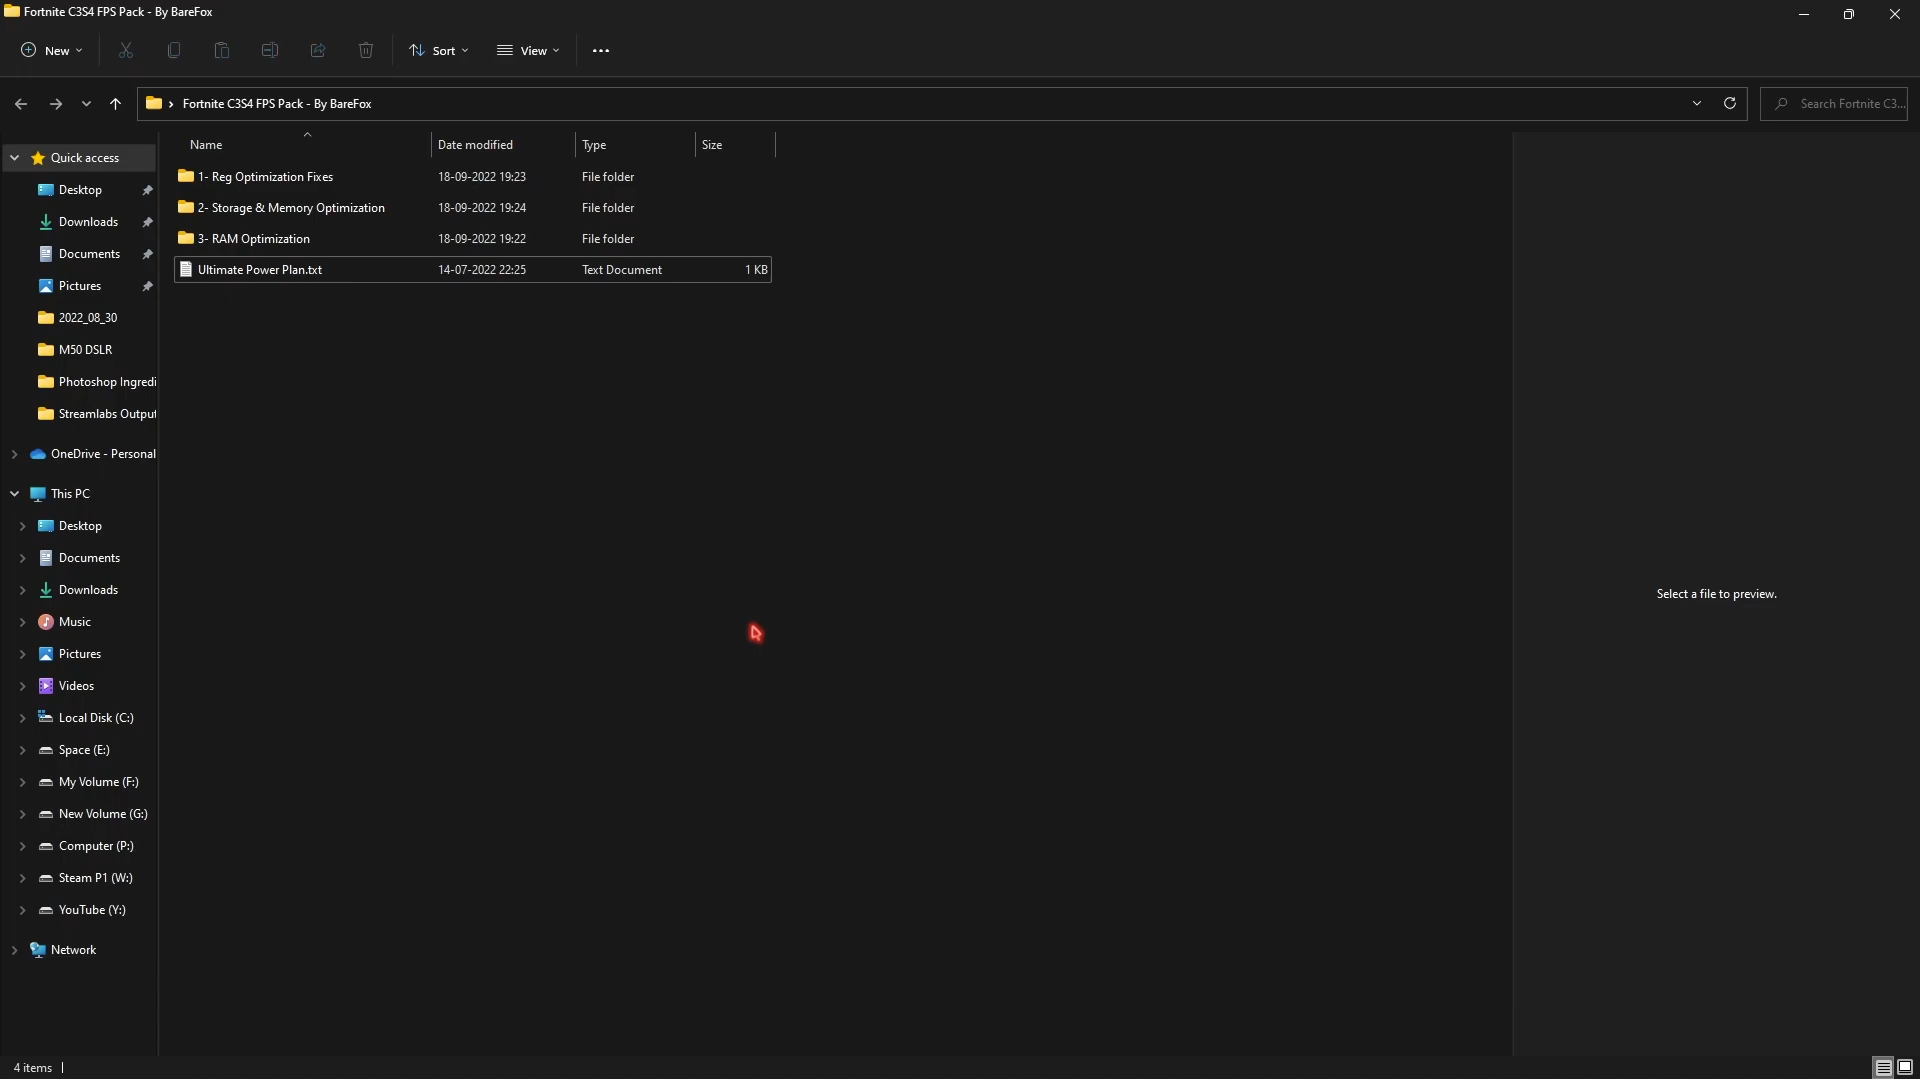 Fortnite C3S4 FPS Pack - By BareFox
New
Sort
View
Fortnite C3S4 FPS Pack - By BareFox
Search Fortnite C3...
Name Date modified Type Size
1- Reg Optimization Fixes 18-09-2022 19:23 File folder
2- Storage & Memory Optimization 18-09-2022 19:24 File folder
3- RAM Optimization 18-09-2022 19:22 File folder
Ultimate Power Plan.txt 14-07-2022 22:25 Text Document 1 KB
Quick access
Desktop
Downloads
Documents
Pictures
2022_08_30
M50 DSLR
Photoshop Ingredi
Streamlabs Output
OneDrive - Personal
This PC
Desktop
Documents
Downloads
Music
Pictures
Videos
Local Disk (C:)
Space (E:)
My Volume (F:)
New Volume (G:)
Computer (P:)
Steam P1 (W:)
YouTube (Y:)
Network
Select a file to preview.
4 items